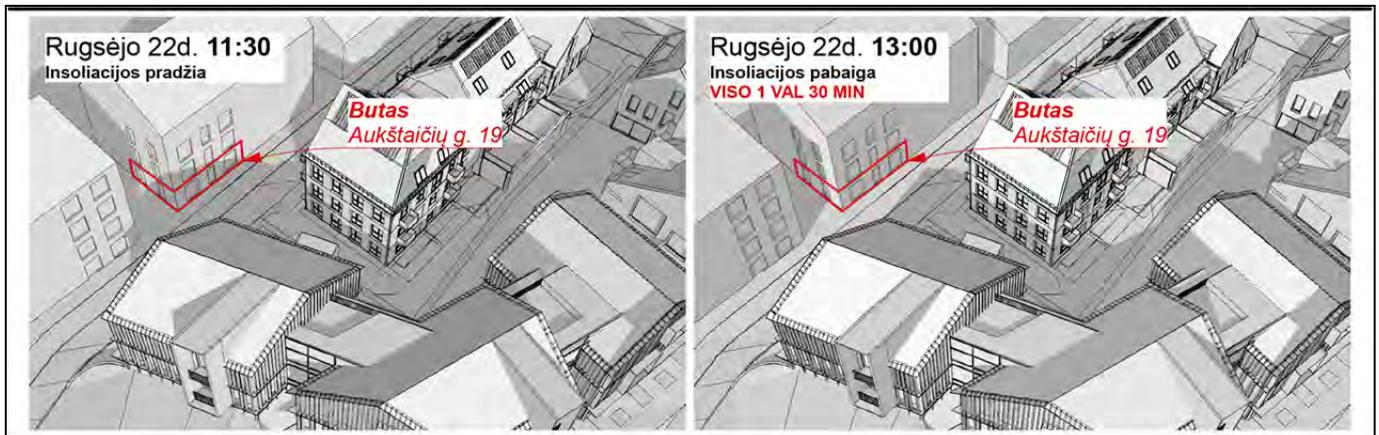 Rugsėjo 22d. 11:30
Insoliacijos pradžia
Butas
Aukštaičių g. 19
Rugsėjo 22d. 13:00
Insoliacijos pabaiga
VISO 1 VAL 30 MIN
Butas
Aukštaičių g. 19